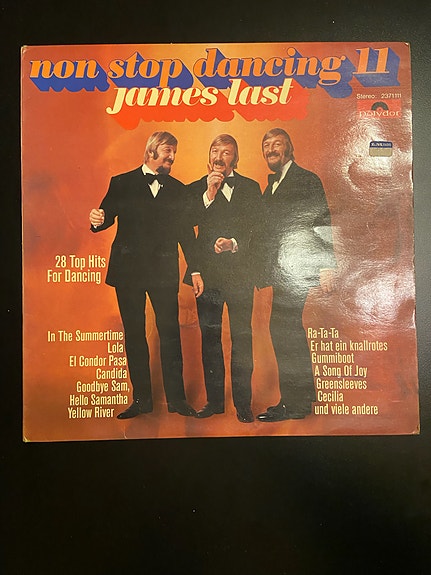 non stop dancing 11
james last
Stereo: 2371111
polydor
28 Top Hits
For Dancing
In The Summertime
Lola
El Condor Pasa
Candida
Goodbye Sam,
Hello Samantha
Yellow River
Ra-Ta-Ta
Er hat ein knallrotes
Gummiboot
A Song Of Joy
Greensleeves
Cecilia
und viele andere